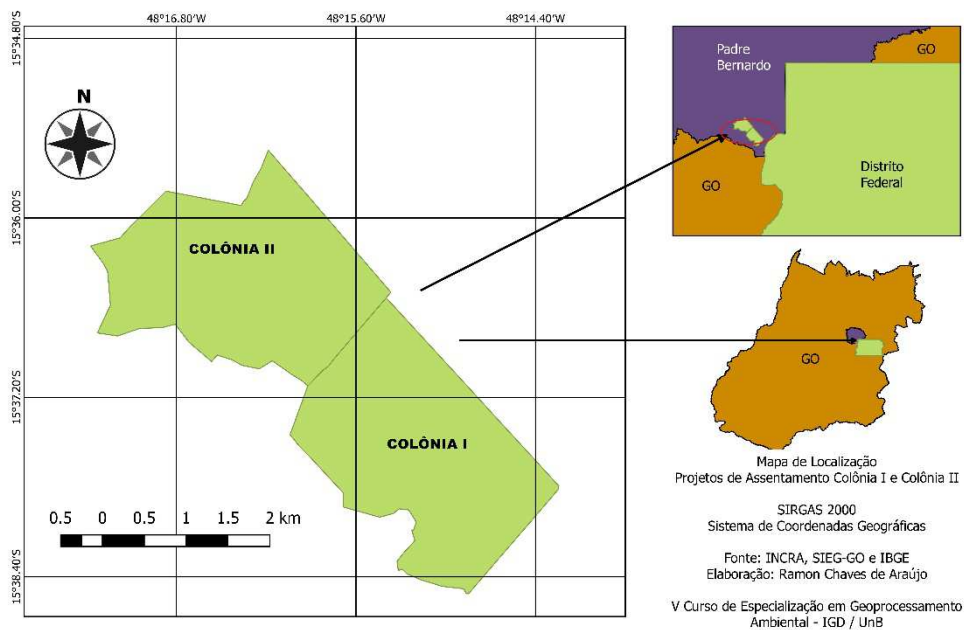 48°16.80'W 48°15.60'W 48°14.40'W
15°34.80'S
15°36.00'S
15°37.20'S
15°38.40'S
N
COLÔNIA II
COLÔNIA I
0.5 0 0.5 1 1.5 2 km
Padre
Bernardo
GO
Distrito
Federal
GO
GO
Mapa de Localização
Projetos de Assentamento Colônia I e Colônia II
SIRGAS 2000
Sistema de Coordenadas Geográficas
Fonte: INCRA, SIEG-GO e IBGE
Elaboração: Ramon Chaves de Araújo
V Curso de Especialização em Geoprocessamento
Ambiental - IGD / UnB